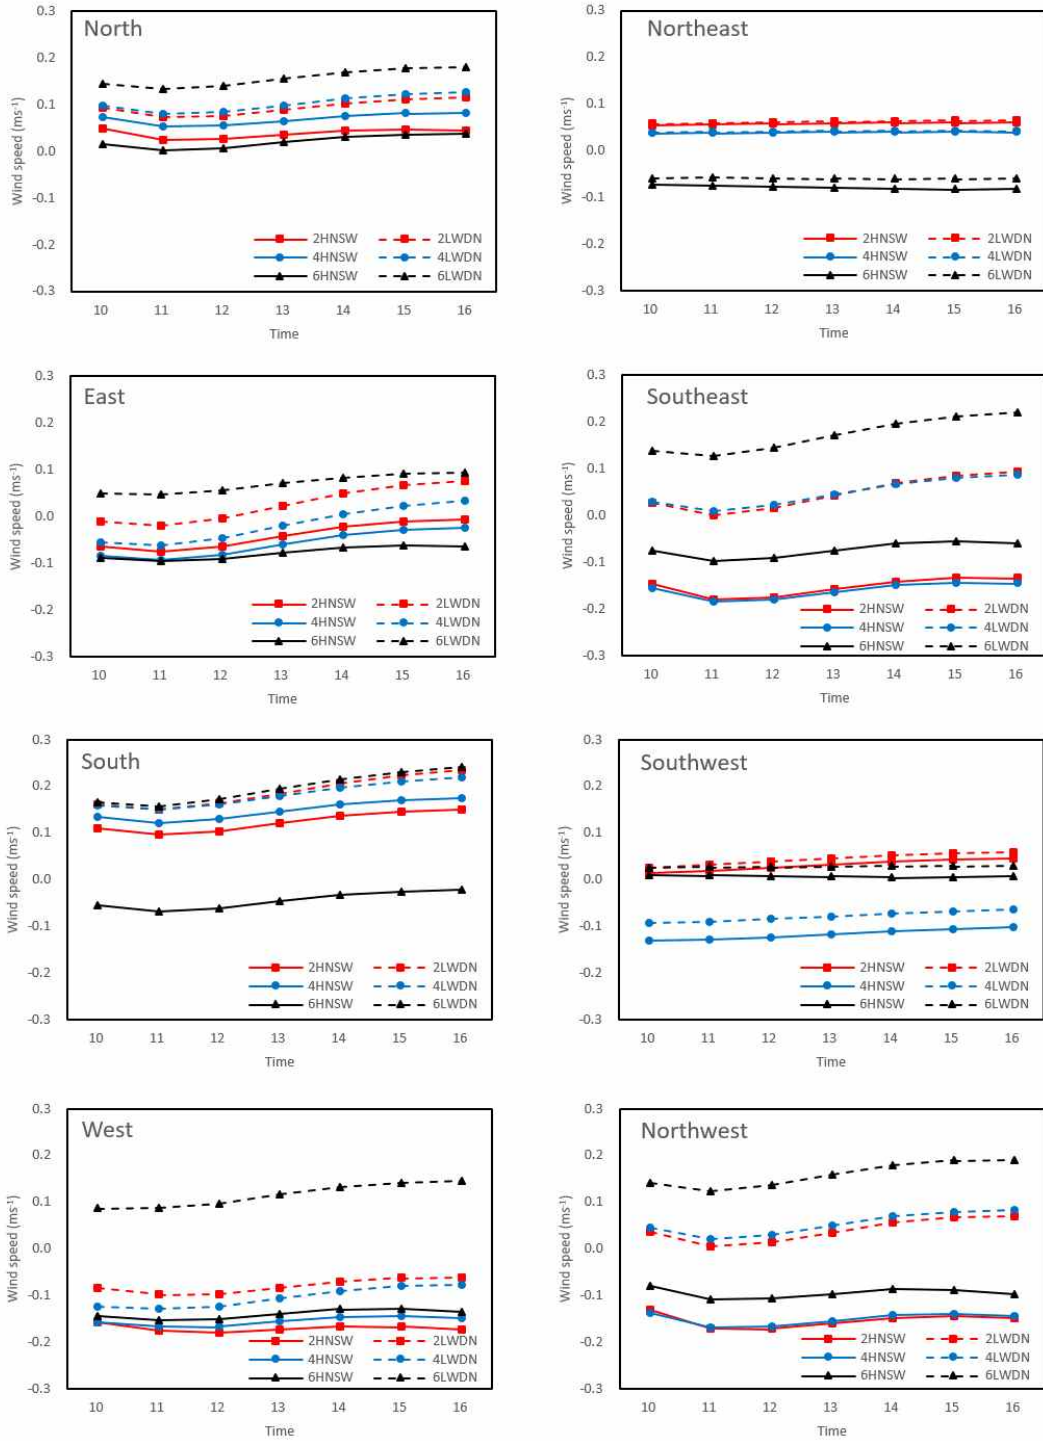 North
Wind speed (ms-1)
0.3
0.2
0.1
0.0
-0.1
-0.2
-0.3
2HNSW 2LWDN
4HNSW 4LWDN
6HNSW 6LWDN
10 11 12 13 14 15 16
Time
Northeast
Wind speed (ms-1)
0.3
0.2
0.1
0.0
-0.1
-0.2
-0.3
2HNSW 2LWDN
4HNSW 4LWDN
6HNSW 6LWDN
10 11 12 13 14 15 16
Time
East
Wind speed (ms-1)
0.3
0.2
0.1
0.0
-0.1
-0.2
-0.3
2HNSW 2LWDN
4HNSW 4LWDN
6HNSW 6LWDN
10 11 12 13 14 15 16
Time
Southeast
Wind speed (ms-1)
0.3
0.2
0.1
0.0
-0.1
-0.2
-0.3
2HNSW 2LWDN
4HNSW 4LWDN
6HNSW 6LWDN
10 11 12 13 14 15 16
Time
South
Wind speed (ms-1)
0.3
0.2
0.1
0.0
-0.1
-0.2
-0.3
2HNSW 2LWDN
4HNSW 4LWDN
6HNSW 6LWDN
10 11 12 13 14 15 16
Time
Southwest
Wind speed (ms-1)
0.3
0.2
0.1
0.0
-0.1
-0.2
-0.3
2HNSW 2LWDN
4HNSW 4LWDN
6HNSW 6LWDN
10 11 12 13 14 15 16
Time
West
Wind speed (ms-1)
0.3
0.2
0.1
0.0
-0.1
-0.2
-0.3
2HNSW 2LWDN
4HNSW 4LWDN
6HNSW 6LWDN
10 11 12 13 14 15 16
Time
Northwest
Wind speed (ms-1)
0.3
0.2
0.1
0.0
-0.1
-0.2
-0.3
2HNSW 2LWDN
4HNSW 4LWDN
6HNSW 6LWDN
10 11 12 13 14 15 16
Time